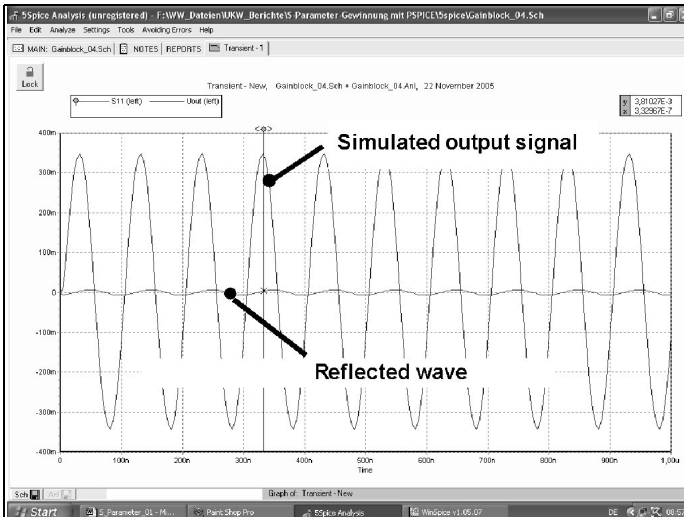 5Spice Analysis (unregistered) - F:\WW_Dateien\UKW_Berichte\S-Parameter-Gewinnung mit PSPICE\5spice\Gainblock_04.Sch
File Edit Analyze Settings Tools Avoiding Errors Help
MAIN: Gainblock_04.Sch NOTES REPORTS Transient - 1
Lock
Transient - New, Gainblock_04.Sch + Gainblock_04.Anl, 22 November 2005
S11 (left) Uout (left)
y 3,81027E-3
x 3,32967E-7
400m
Simulated output signal
300m
200m
100m
0
-100m
-200m
Reflected wave
-300m
-400m
0 100n 200n 300n 400n 500n 600n 700n 800n 900n 1,00u
Time
Sch Anl Graph of: Transient - New
Start S_Parameter_01 - M... Paint Shop Pro 5Spice Analysis WinSpice v1.05.07 DE 08:57